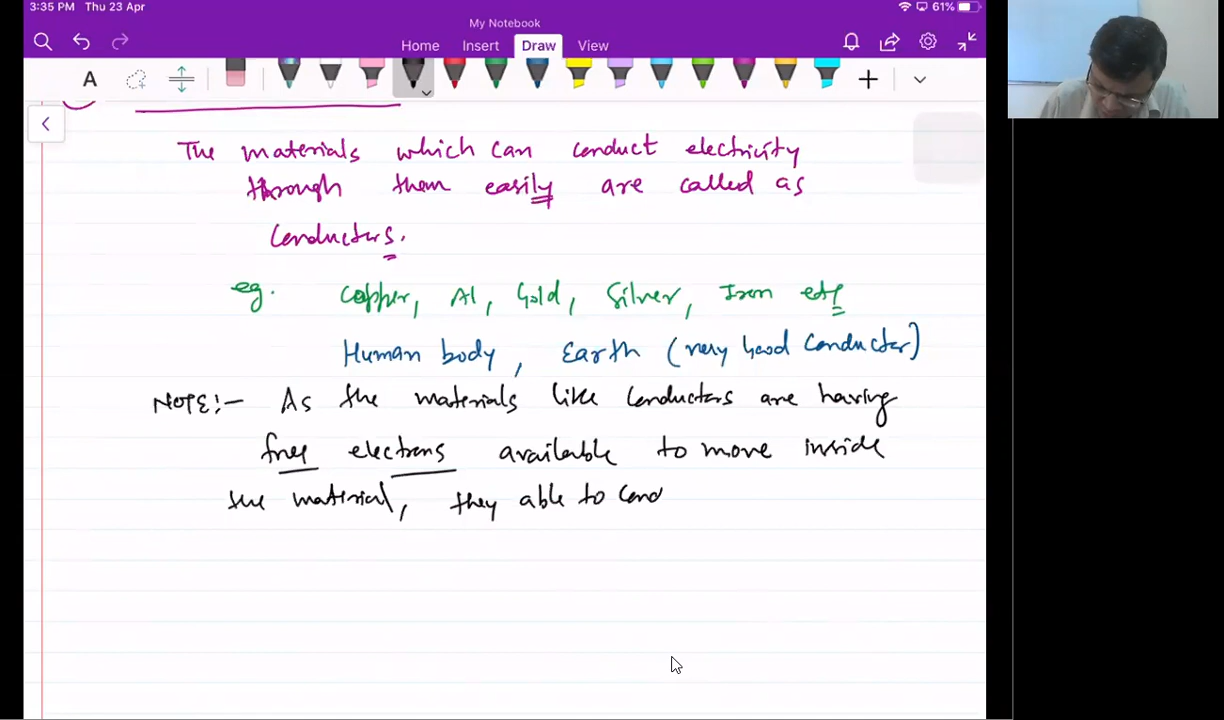 3:35 PM Thu 23 Apr
61%
My Notebook
Home Insert Draw View
A
The materials which can conduct electricity
through them easily are called as
Conductors.
eg. Copper, Al, Gold, Silver, Iron etc
Human body, Earth (very Good Conductor)
NOTE:- As the materials like Conductors are having
free electrons available to move inside
the material, they able to Cond